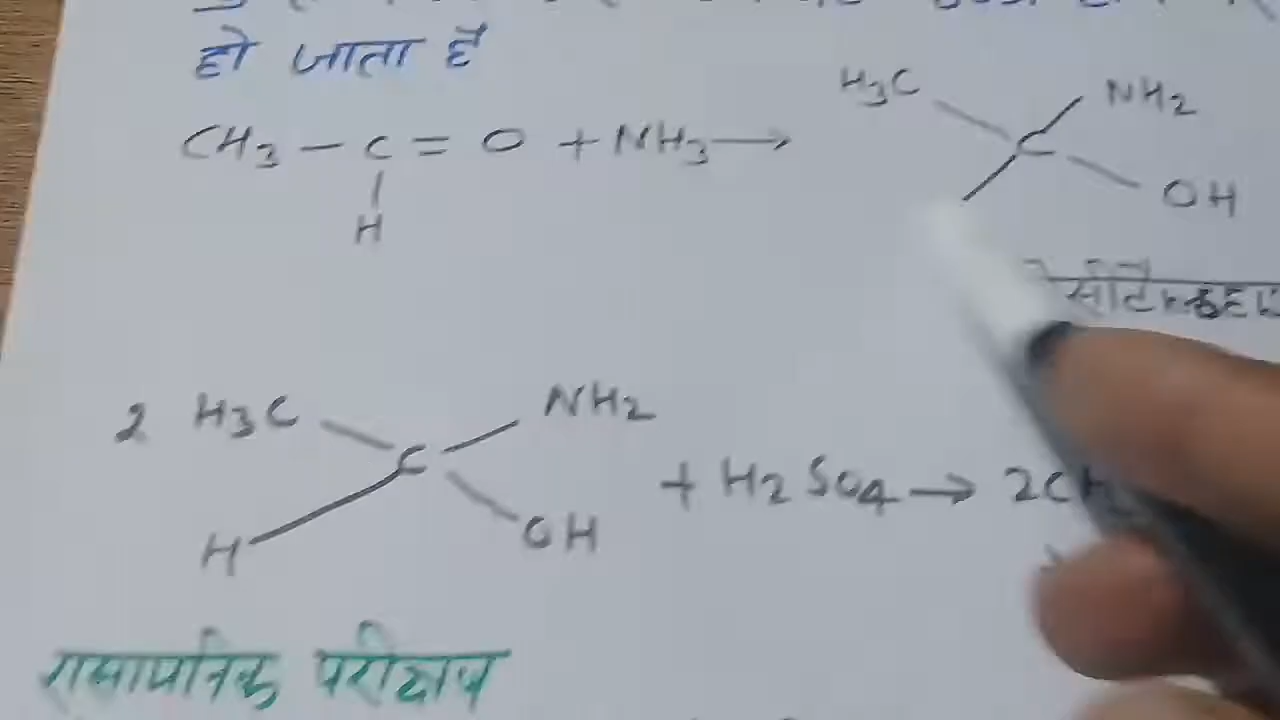 हो जाता है
H3C NH2
CH3 — C = O + NH3 →
C
H
OH
2 H3C NH2
C
+ H2SO4 → 2CH
H OH
रासायनिक परीक्षण